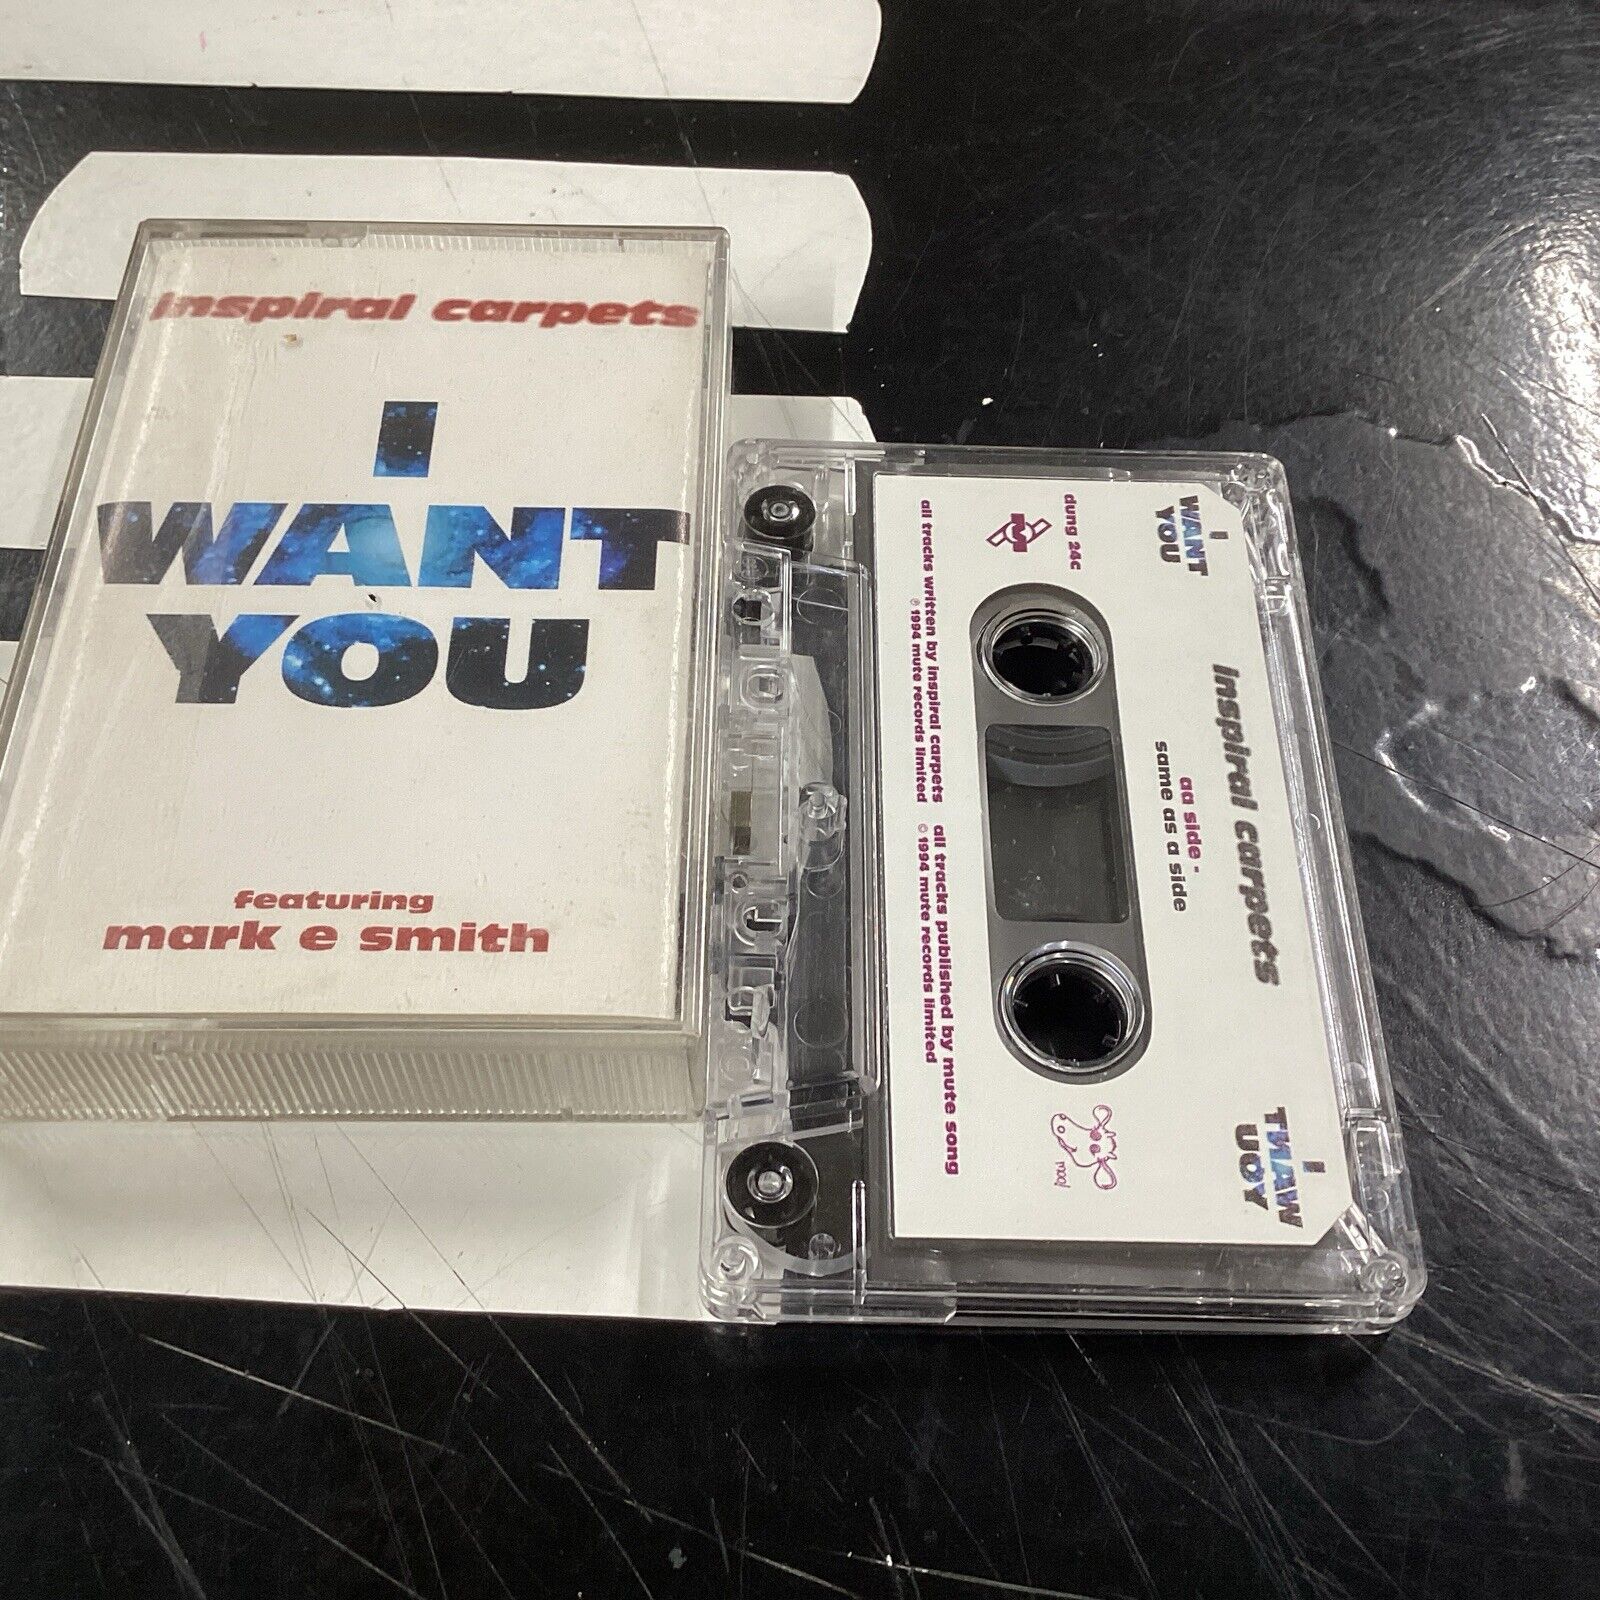 inspiral carpets
I
WANT
YOU
featuring
mark e smith
I
WANT
YOU
inspiral carpets
I
WANT
YOU
aa side -
same as a side
dung 24c
moo!
all tracks written by inspiral carpets all tracks published by mute song
℗ 1994 mute records limited © 1994 mute records limited